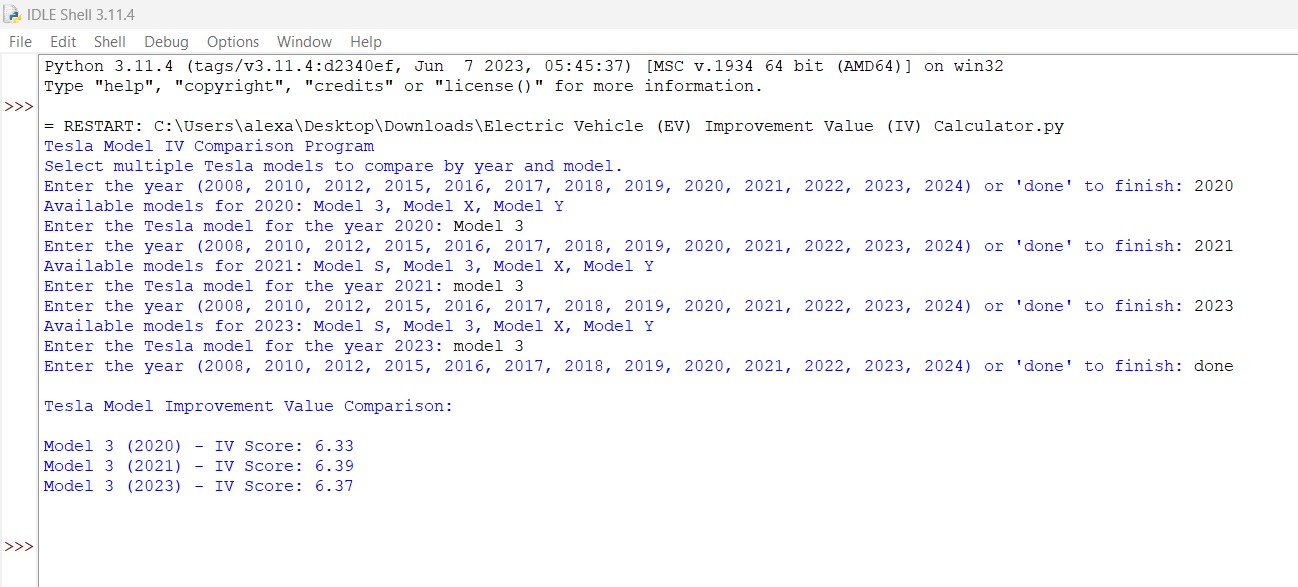 IDLE Shell 3.11.4
File Edit Shell Debug Options Window Help
Python 3.11.4 (tags/v3.11.4:d2340ef, Jun  7 2023, 05:45:37) [MSC v.1934 64 bit (AMD64)] on win32
Type "help", "copyright", "credits" or "license()" for more information.
>>>
= RESTART: C:\Users\alexa\Desktop\Downloads\Electric Vehicle (EV) Improvement Value (IV) Calculator.py
Tesla Model IV Comparison Program
Select multiple Tesla models to compare by year and model.
Enter the year (2008, 2010, 2012, 2015, 2016, 2017, 2018, 2019, 2020, 2021, 2022, 2023, 2024) or 'done' to finish: 2020
Available models for 2020: Model 3, Model X, Model Y
Enter the Tesla model for the year 2020: Model 3
Enter the year (2008, 2010, 2012, 2015, 2016, 2017, 2018, 2019, 2020, 2021, 2022, 2023, 2024) or 'done' to finish: 2021
Available models for 2021: Model S, Model 3, Model X, Model Y
Enter the Tesla model for the year 2021: model 3
Enter the year (2008, 2010, 2012, 2015, 2016, 2017, 2018, 2019, 2020, 2021, 2022, 2023, 2024) or 'done' to finish: 2023
Available models for 2023: Model S, Model 3, Model X, Model Y
Enter the Tesla model for the year 2023: model 3
Enter the year (2008, 2010, 2012, 2015, 2016, 2017, 2018, 2019, 2020, 2021, 2022, 2023, 2024) or 'done' to finish: done
Tesla Model Improvement Value Comparison:
Model 3 (2020) - IV Score: 6.33
Model 3 (2021) - IV Score: 6.39
Model 3 (2023) - IV Score: 6.37
>>>